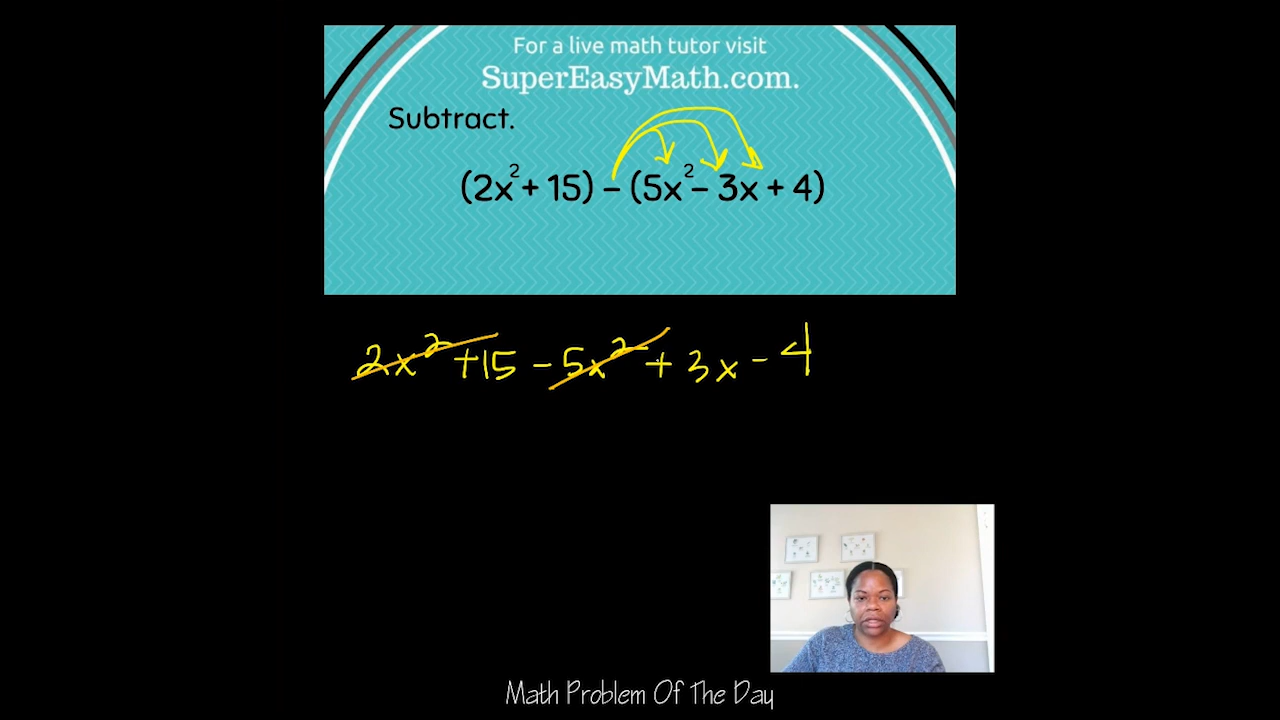 For a live math tutor visit
SuperEasyMath.com.
Subtract.
(2x²+ 15) – (5x²– 3x + 4)
2x² +15 – 5x² + 3x - 4
Math Problem Of The Day